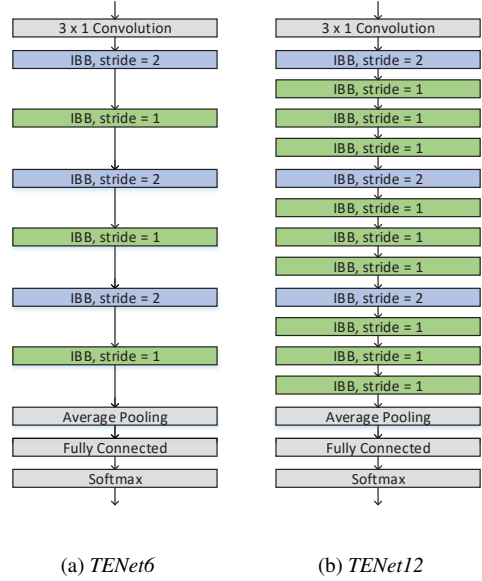 3 x 1 Convolution
IBB, stride = 2
IBB, stride = 1
IBB, stride = 2
IBB, stride = 1
IBB, stride = 2
IBB, stride = 1
Average Pooling
Fully Connected
Softmax
(a) TENet6
3 x 1 Convolution
IBB, stride = 2
IBB, stride = 1
IBB, stride = 1
IBB, stride = 1
IBB, stride = 2
IBB, stride = 1
IBB, stride = 1
IBB, stride = 1
IBB, stride = 2
IBB, stride = 1
IBB, stride = 1
IBB, stride = 1
Average Pooling
Fully Connected
Softmax
(b) TENet12